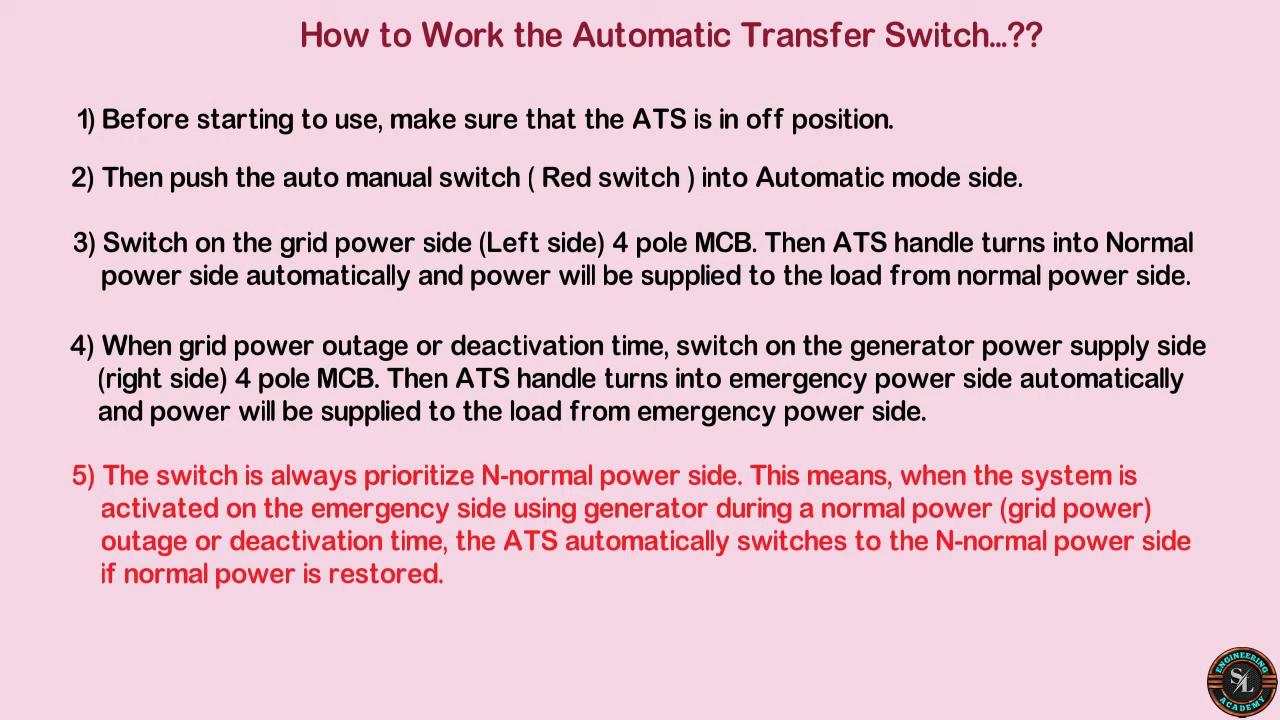 How to Work the Automatic Transfer Switch...??
1) Before starting to use, make sure that the ATS is in off position.
2) Then push the auto manual switch ( Red switch ) into Automatic mode side.
3) Switch on the grid power side (Left side) 4 pole MCB. Then ATS handle turns into Normal
power side automatically and power will be supplied to the load from normal power side.
4) When grid power outage or deactivation time, switch on the generator power supply side
(right side) 4 pole MCB. Then ATS handle turns into emergency power side automatically
and power will be supplied to the load from emergency power side.
5) The switch is always prioritize N-normal power side. This means, when the system is
activated on the emergency side using generator during a normal power (grid power)
outage or deactivation time, the ATS automatically switches to the N-normal power side
if normal power is restored.
ENGINEERING
S/L
ACADEMY